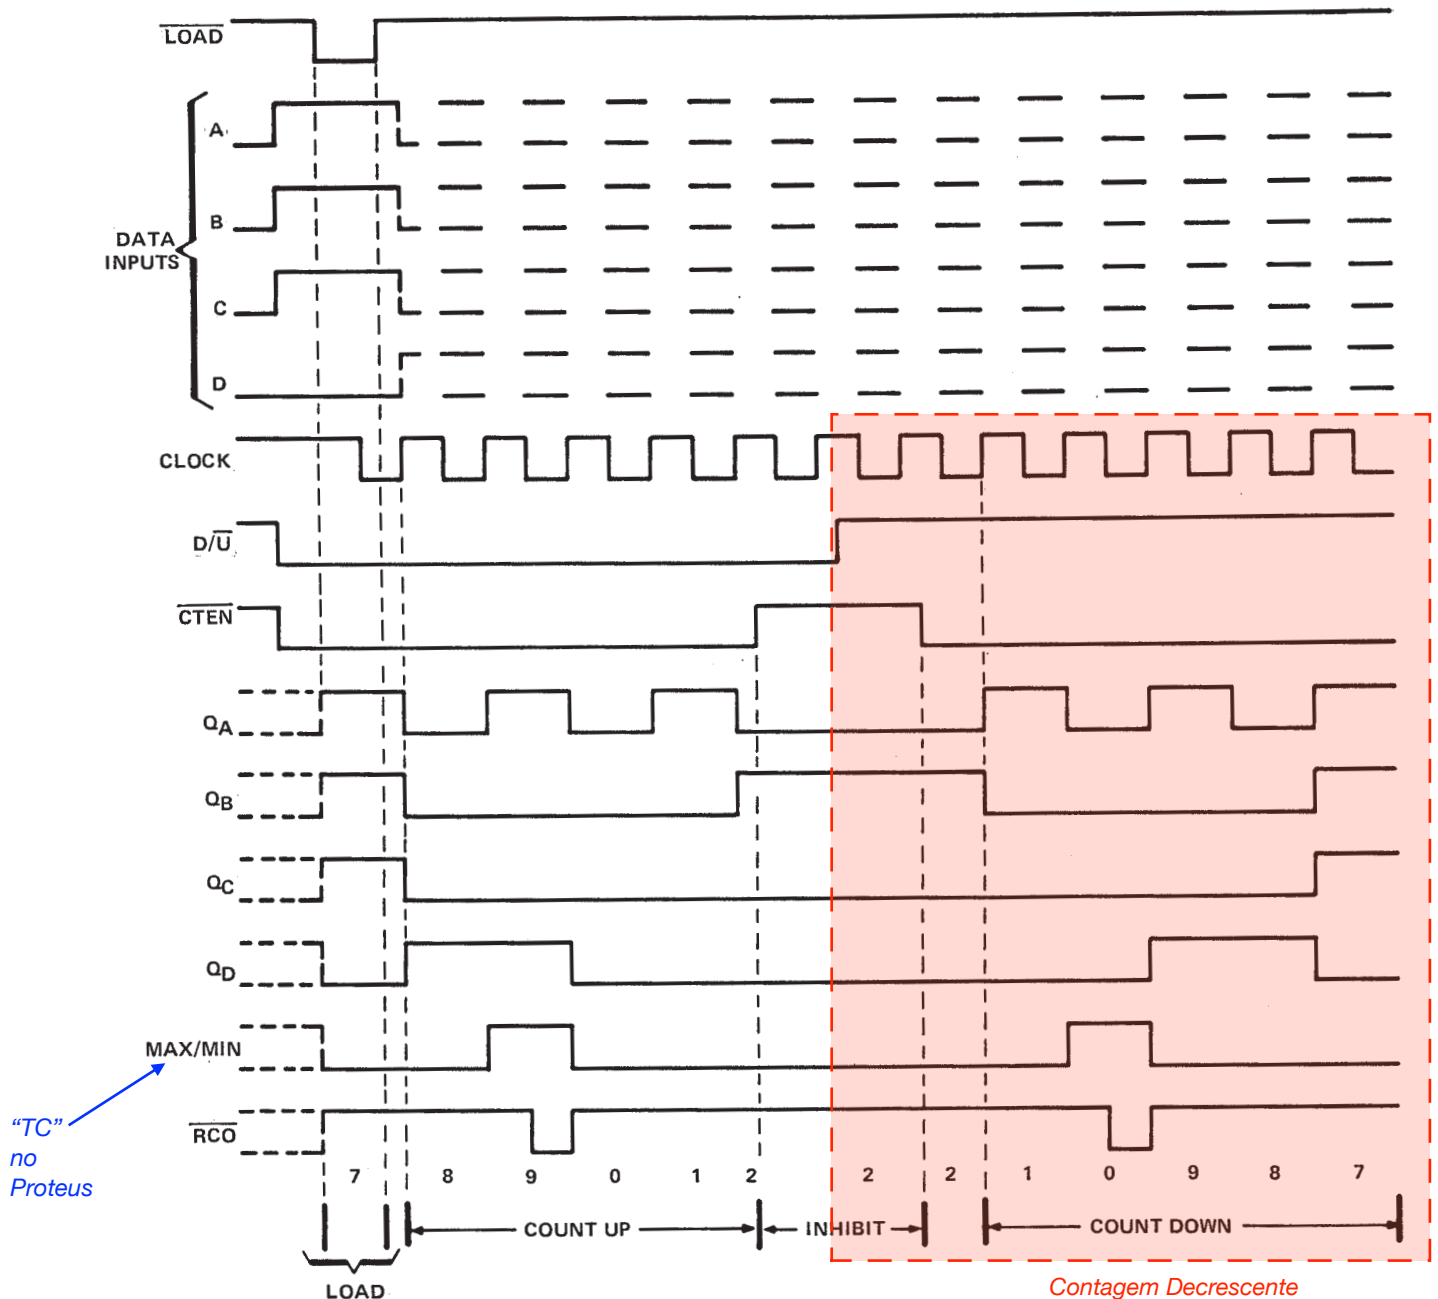 LOAD
A
B
DATA
INPUTS
C
D
CLOCK
D/U
CTEN
QA
QB
QC
QD
MAX/MIN
"TC"
no
Proteus
RCO
7 8 9 0 1 2 2 2 1 0 9 8 7
COUNT UP INHIBIT COUNT DOWN
LOAD
Contagem Decrescente